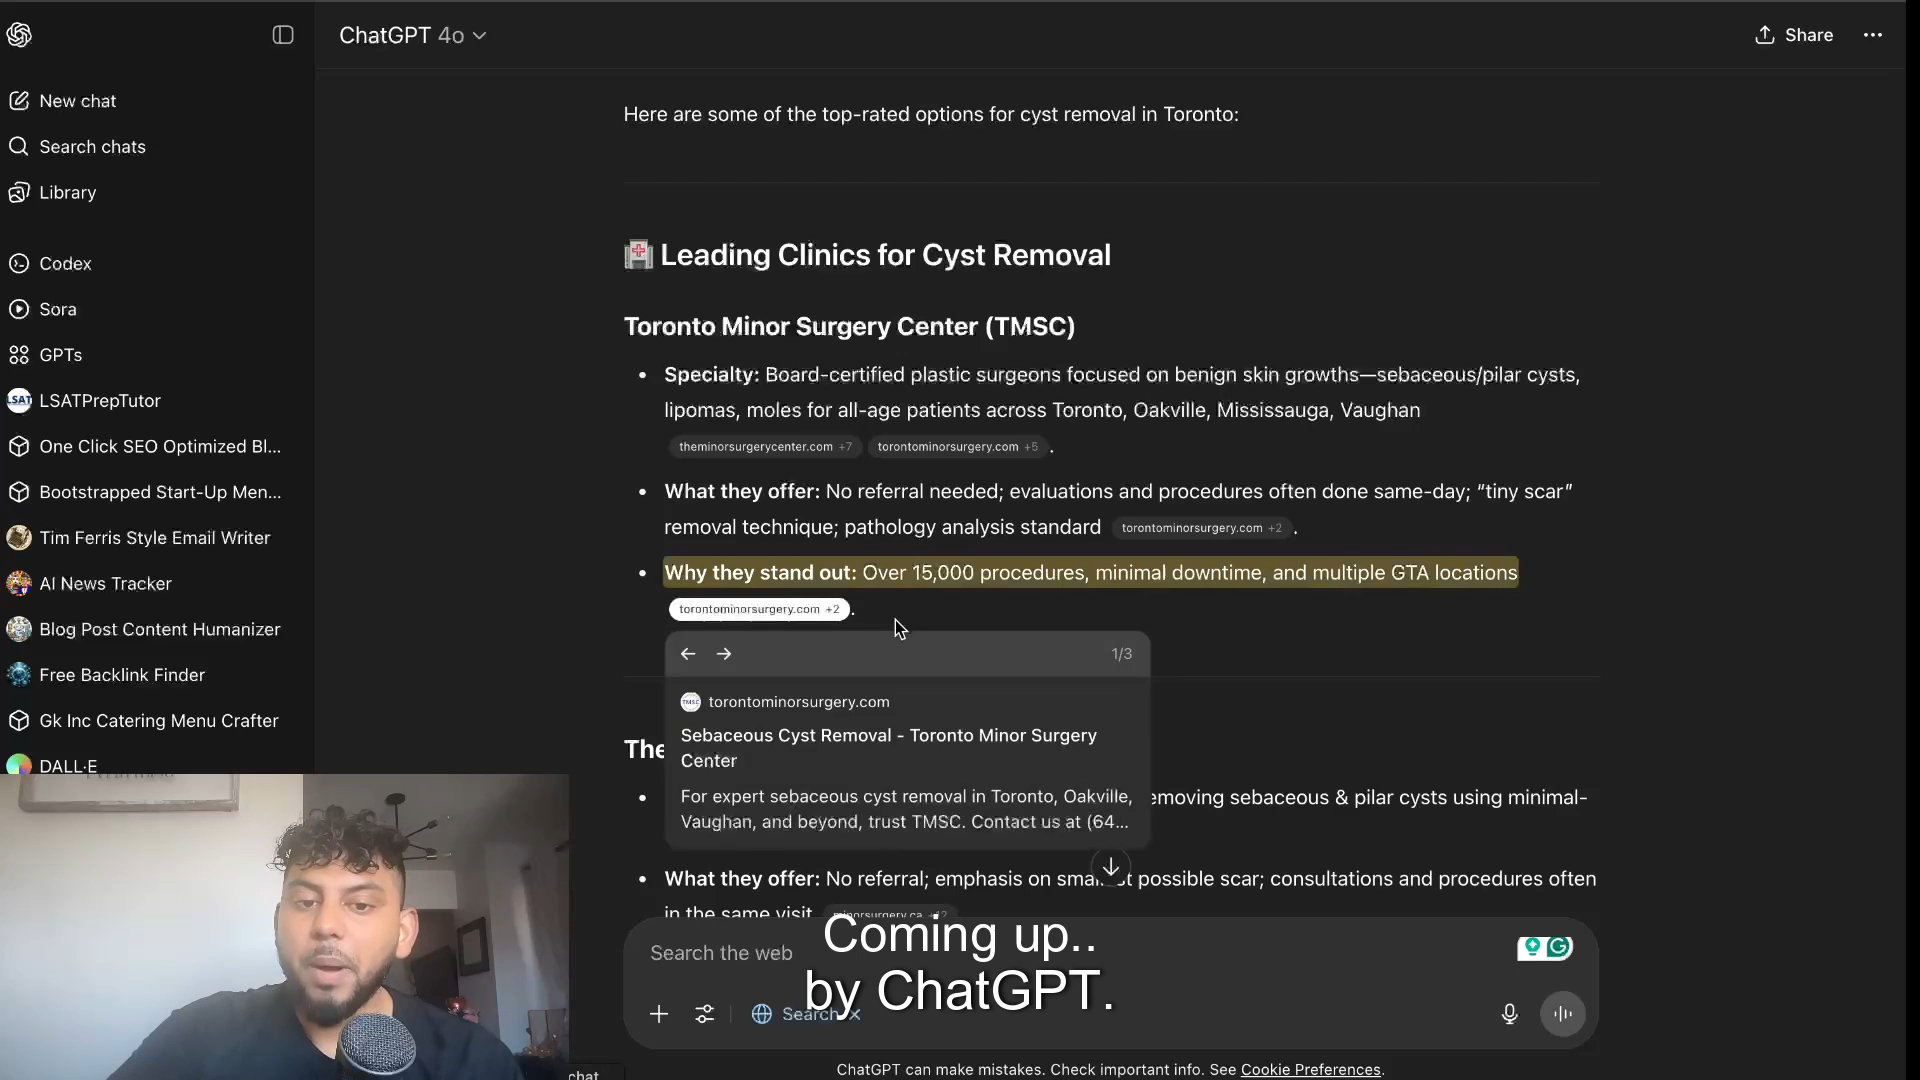 ChatGPT 4o
Share
New chat
Search chats
Library
Codex
Sora
GPTs
LSAT
LSATPrepTutor
One Click SEO Optimized Bl...
Bootstrapped Start-Up Men...
Tim Ferris Style Email Writer
AI News Tracker
Blog Post Content Humanizer
Free Backlink Finder
Gk Inc Catering Menu Crafter
DALL·E
Here are some of the top-rated options for cyst removal in Toronto:
Leading Clinics for Cyst Removal
Toronto Minor Surgery Center (TMSC)
• Specialty: Board-certified plastic surgeons focused on benign skin growths—sebaceous/pilar cysts,
lipomas, moles for all-age patients across Toronto, Oakville, Mississauga, Vaughan
theminorsurgerycenter.com +7 torontominorsurgery.com +5 .
• What they offer: No referral needed; evaluations and procedures often done same-day; “tiny scar”
removal technique; pathology analysis standard torontominorsurgery.com +2 .
• Why they stand out: Over 15,000 procedures, minimal downtime, and multiple GTA locations
torontominorsurgery.com +2 .
← → 1/3
TMSC torontominorsurgery.com
Sebaceous Cyst Removal - Toronto Minor Surgery
Center
For expert sebaceous cyst removal in Toronto, Oakville,
Vaughan, and beyond, trust TMSC. Contact us at (64...
The
• emoving sebaceous & pilar cysts using minimal-
• What they offer: No referral; emphasis on smallest possible scar; consultations and procedures often
in the same visit minorsurgery.ca +12
Search the web
Search ×
Coming up..
by ChatGPT.
ChatGPT can make mistakes. Check important info. See Cookie Preferences.
chat